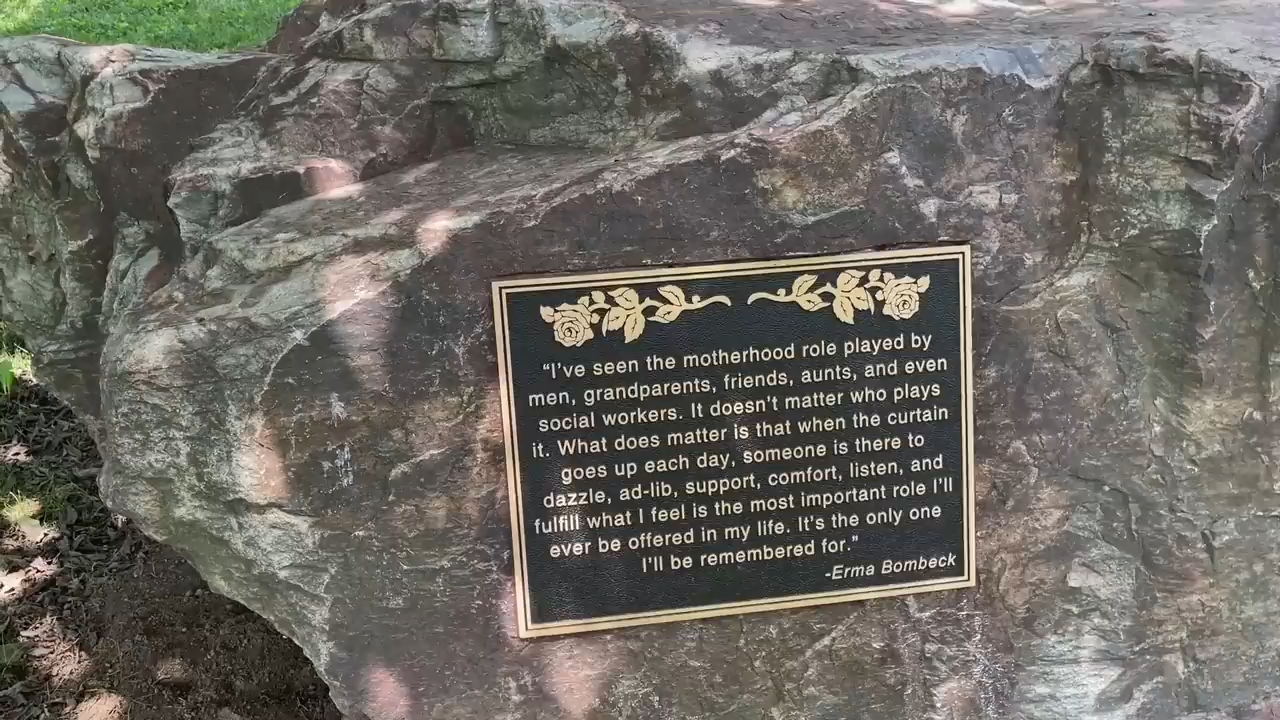 “I’ve seen the motherhood role played by
men, grandparents, friends, aunts, and even
social workers. It doesn’t matter who plays
it. What does matter is that when the curtain
goes up each day, someone is there to
dazzle, ad-lib, support, comfort, listen, and
fulfill what I feel is the most important role I’ll
ever be offered in my life. It’s the only one
I’ll be remembered for.”
-Erma Bombeck